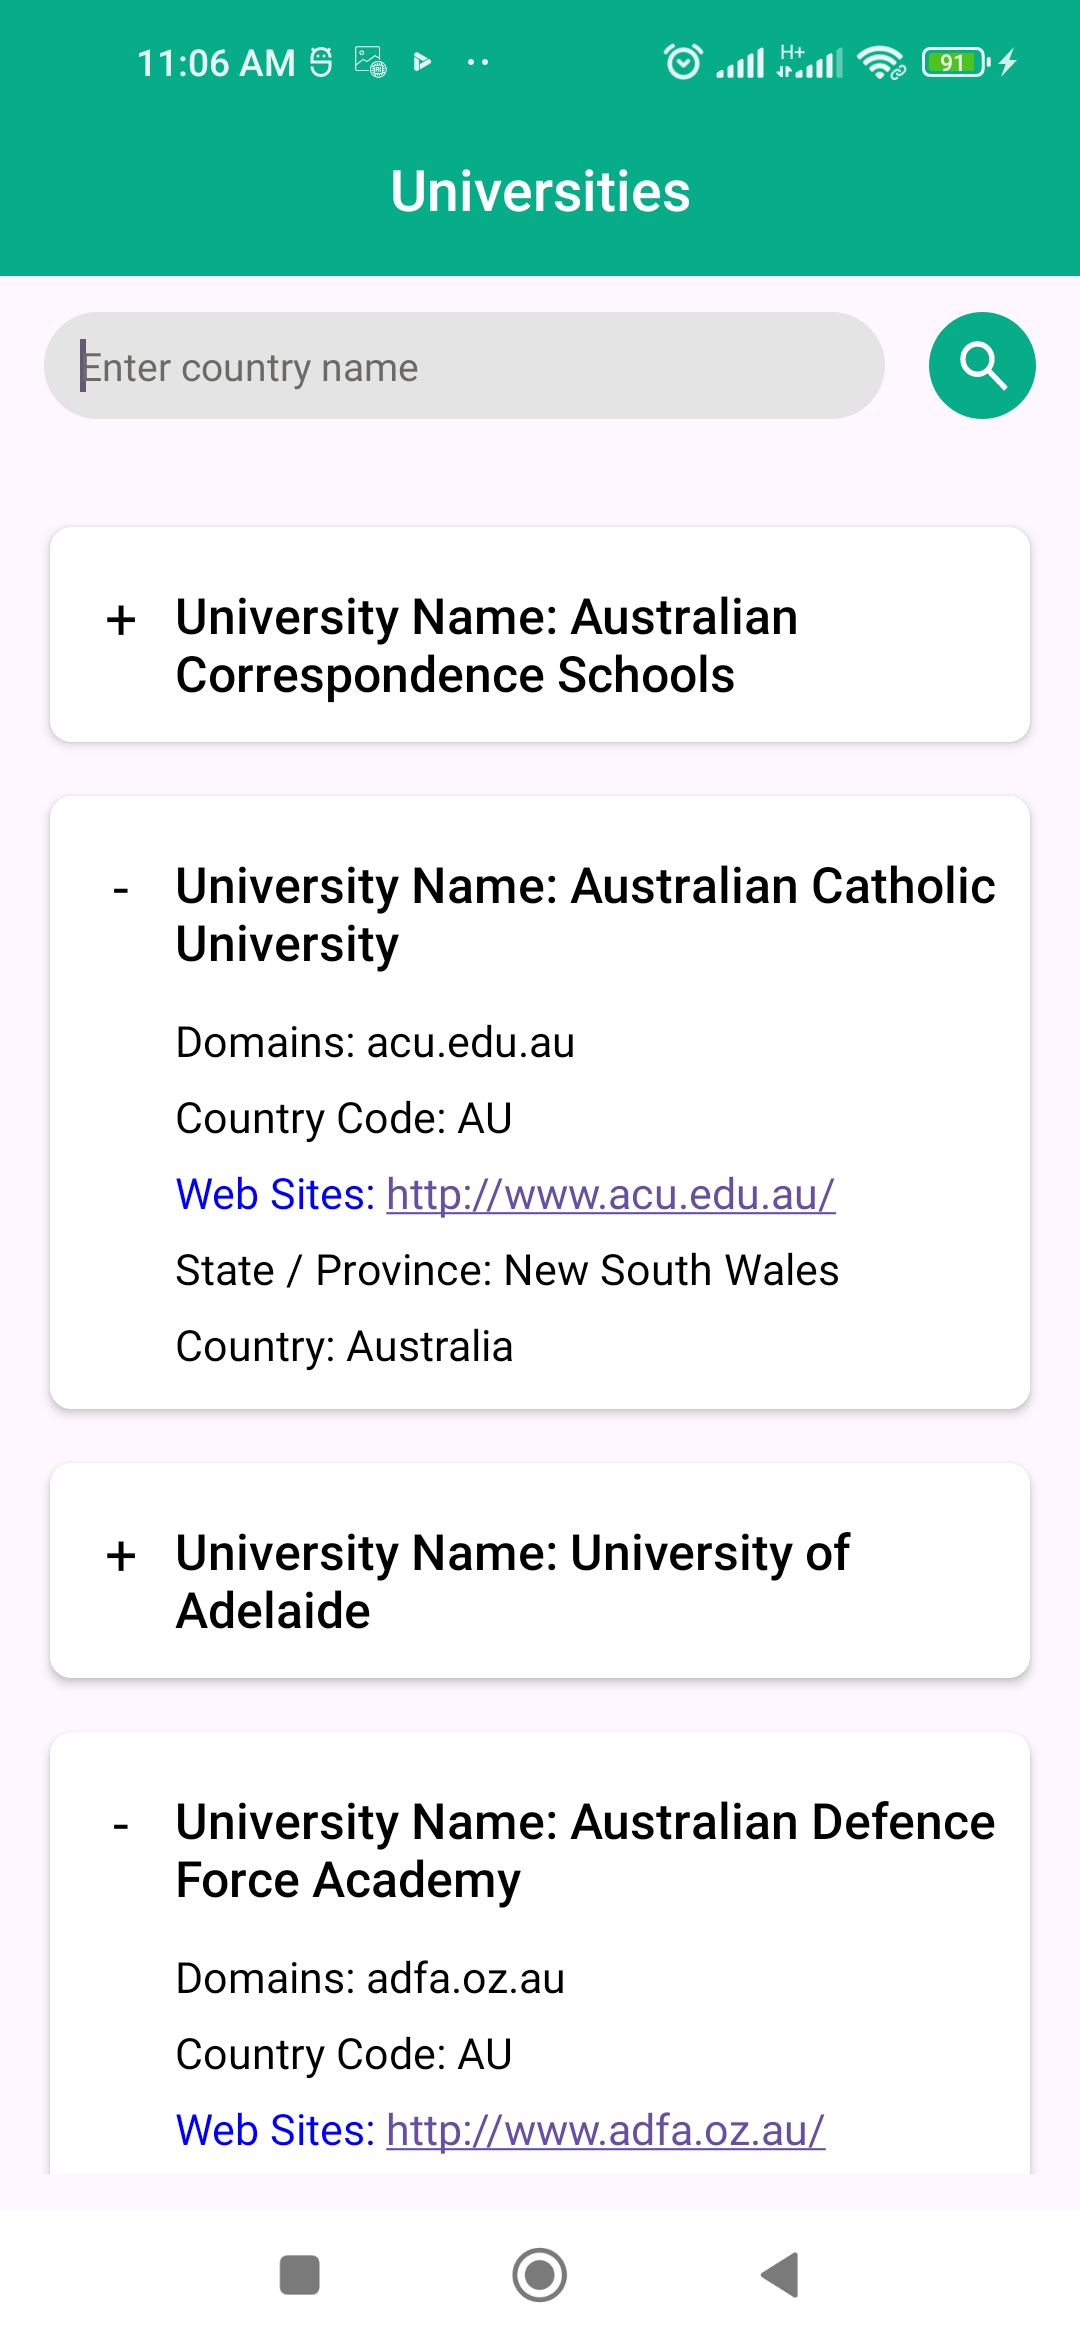 11:06 AM
H+
91
Universities
Enter country name
+ University Name: Australian
Correspondence Schools
- University Name: Australian Catholic
University
Domains: acu.edu.au
Country Code: AU
Web Sites: http://www.acu.edu.au/
State / Province: New South Wales
Country: Australia
+ University Name: University of
Adelaide
- University Name: Australian Defence
Force Academy
Domains: adfa.oz.au
Country Code: AU
Web Sites: http://www.adfa.oz.au/